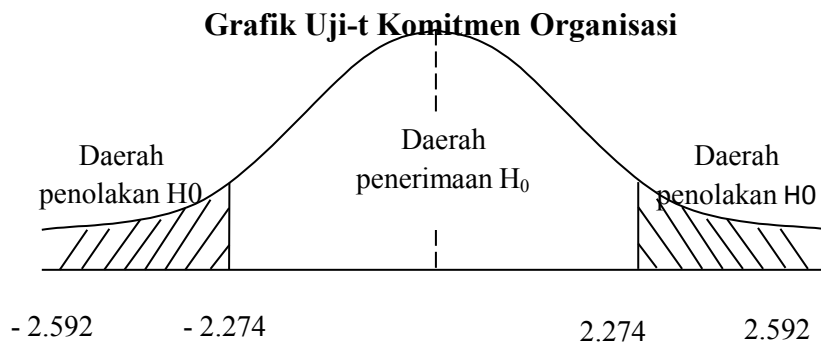 Grafik Uji-t Komitmen Organisasi
Daerah
penolakan H0
Daerah
penerimaan H₀
Daerah
penolakan H0
- 2.592 - 2.274 2.274 2.592